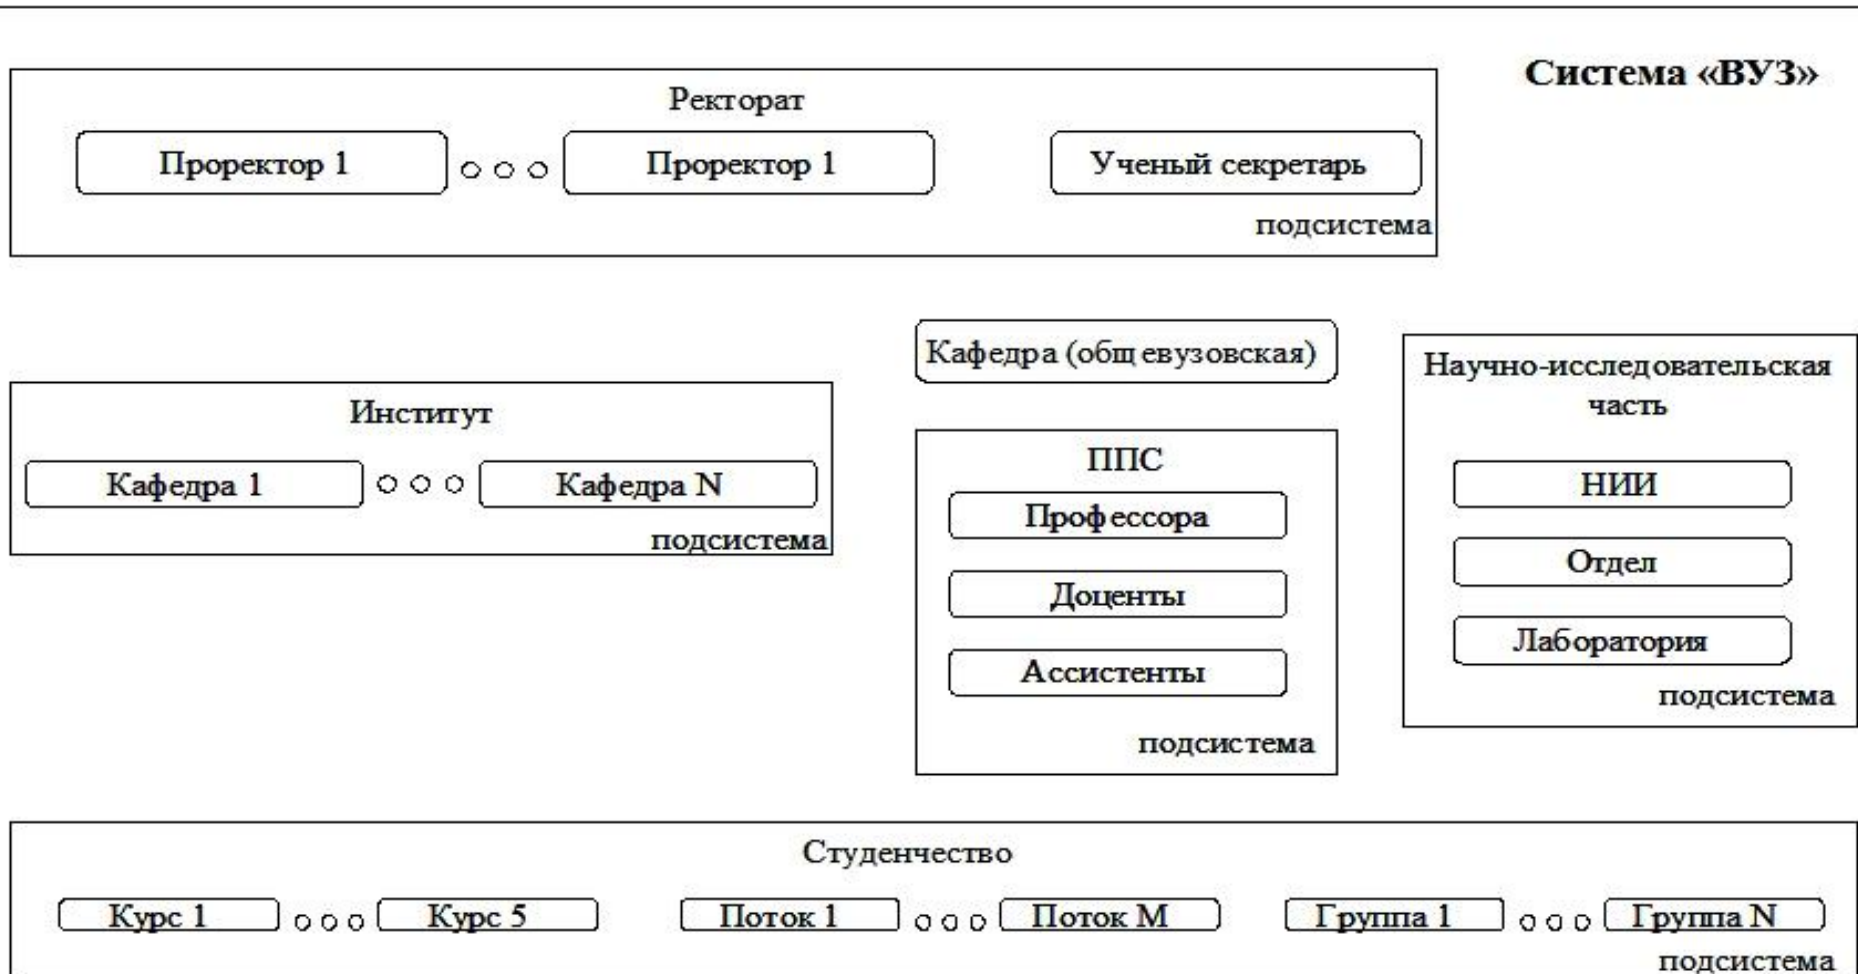 Система «ВУЗ»
Ректорат
Проректор 1 Проректор 1 Ученый секретарь
подсистема
Кафедра (общевузовская)
Институт
Кафедра 1 Кафедра N
подсистема
ППС
Профессора
Доценты
Ассистенты
подсистема
Научно-исследовательская
часть
НИИ
Отдел
Лаборатория
подсистема
Студенчество
Курс 1 Курс 5 Поток 1 Поток М Группа 1 Группа N
подсистема